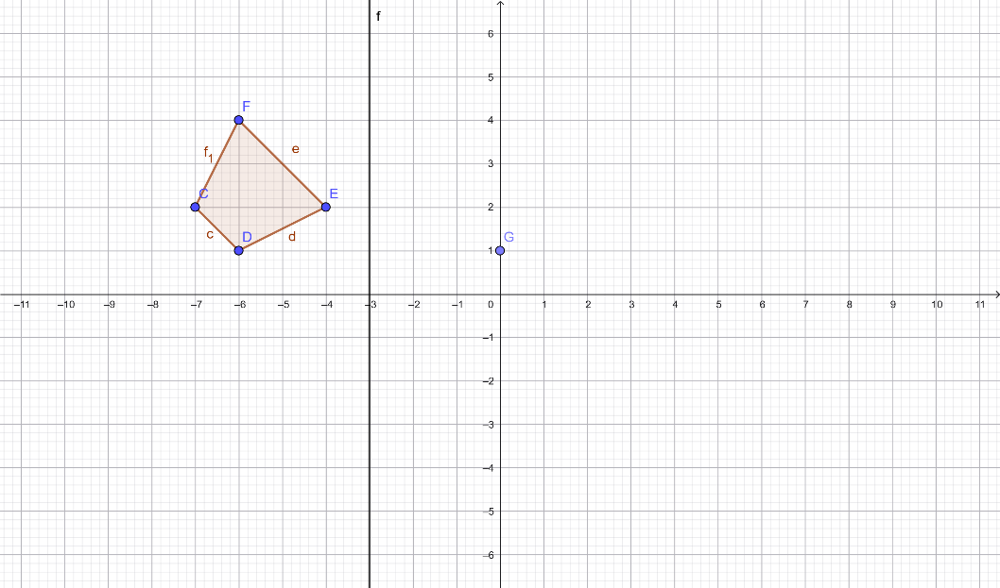 f
6
5
F
4
f₁
e
3
C
E
2
c
D
d
G
1
–11 –10 –9 –8 –7 –6 –5 –4 –3 –2 –1 0 1 2 3 4 5 6 7 8 9 10 11
–1
–2
–3
–4
–5
–6